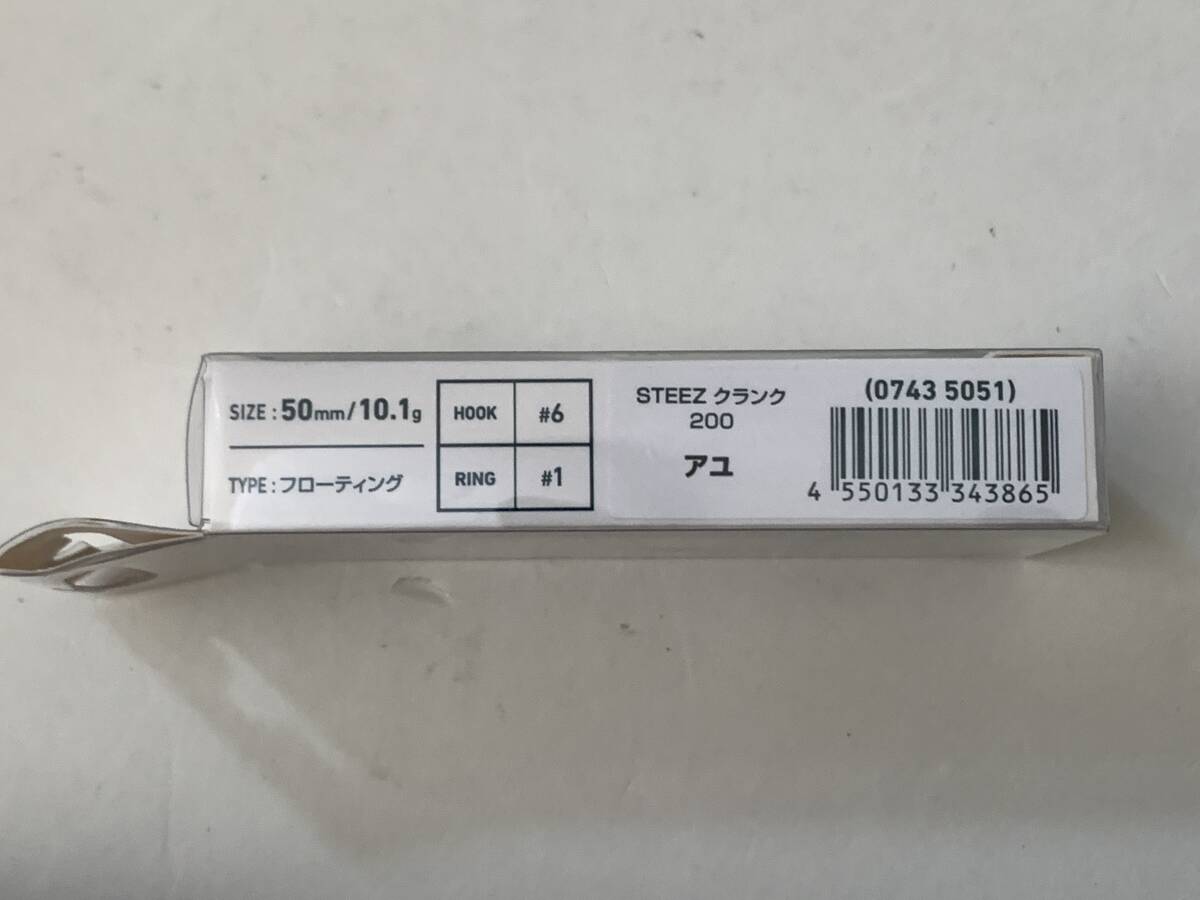 SIZE : 50mm/10.1g
TYPE : フローティング
HOOK #6
RING #1
STEEZ クランク
200
アユ
(0743 5051)
4 550133 343865